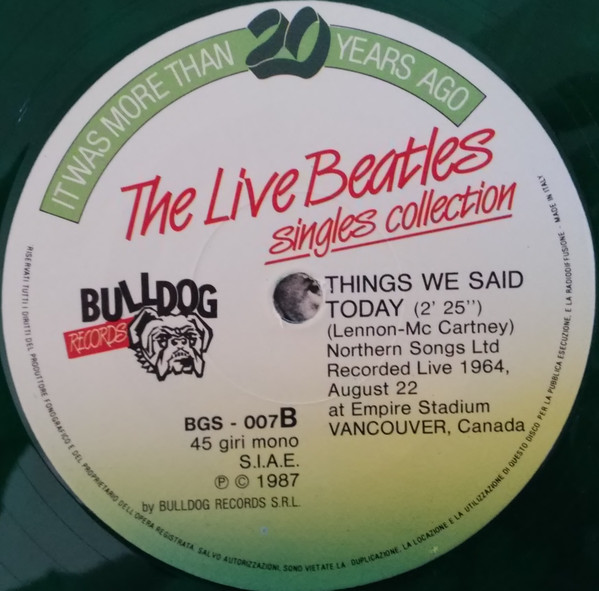 IT WAS MORE THAN 20 YEARS AGO
The Live Beatles
singles collection
BULLDOG
RECORDS
THINGS WE SAID
TODAY (2' 25'')
(Lennon-Mc Cartney)
Northern Songs Ltd
Recorded Live 1964,
August 22
at Empire Stadium
VANCOUVER, Canada
BGS - 007B
45 giri mono
S.I.A.E.
℗ © 1987
by BULLDOG RECORDS S.R.L.
RISERVATI TUTTI I DIRITTI DEL PRODUTTORE FONOGRAFICO E DEL PROPRIETARIO DELL'OPERA REGISTRATA. SALVO AUTORIZZAZIONI, SONO VIETATE LA : DUPLICAZIONE, LA LOCAZIONE E LA UTILIZZAZIONE DI QUESTO DISCO PER LA PUBBLICA ESECUZIONE, E LA RADIODIFFUSIONE - MADE IN ITALY